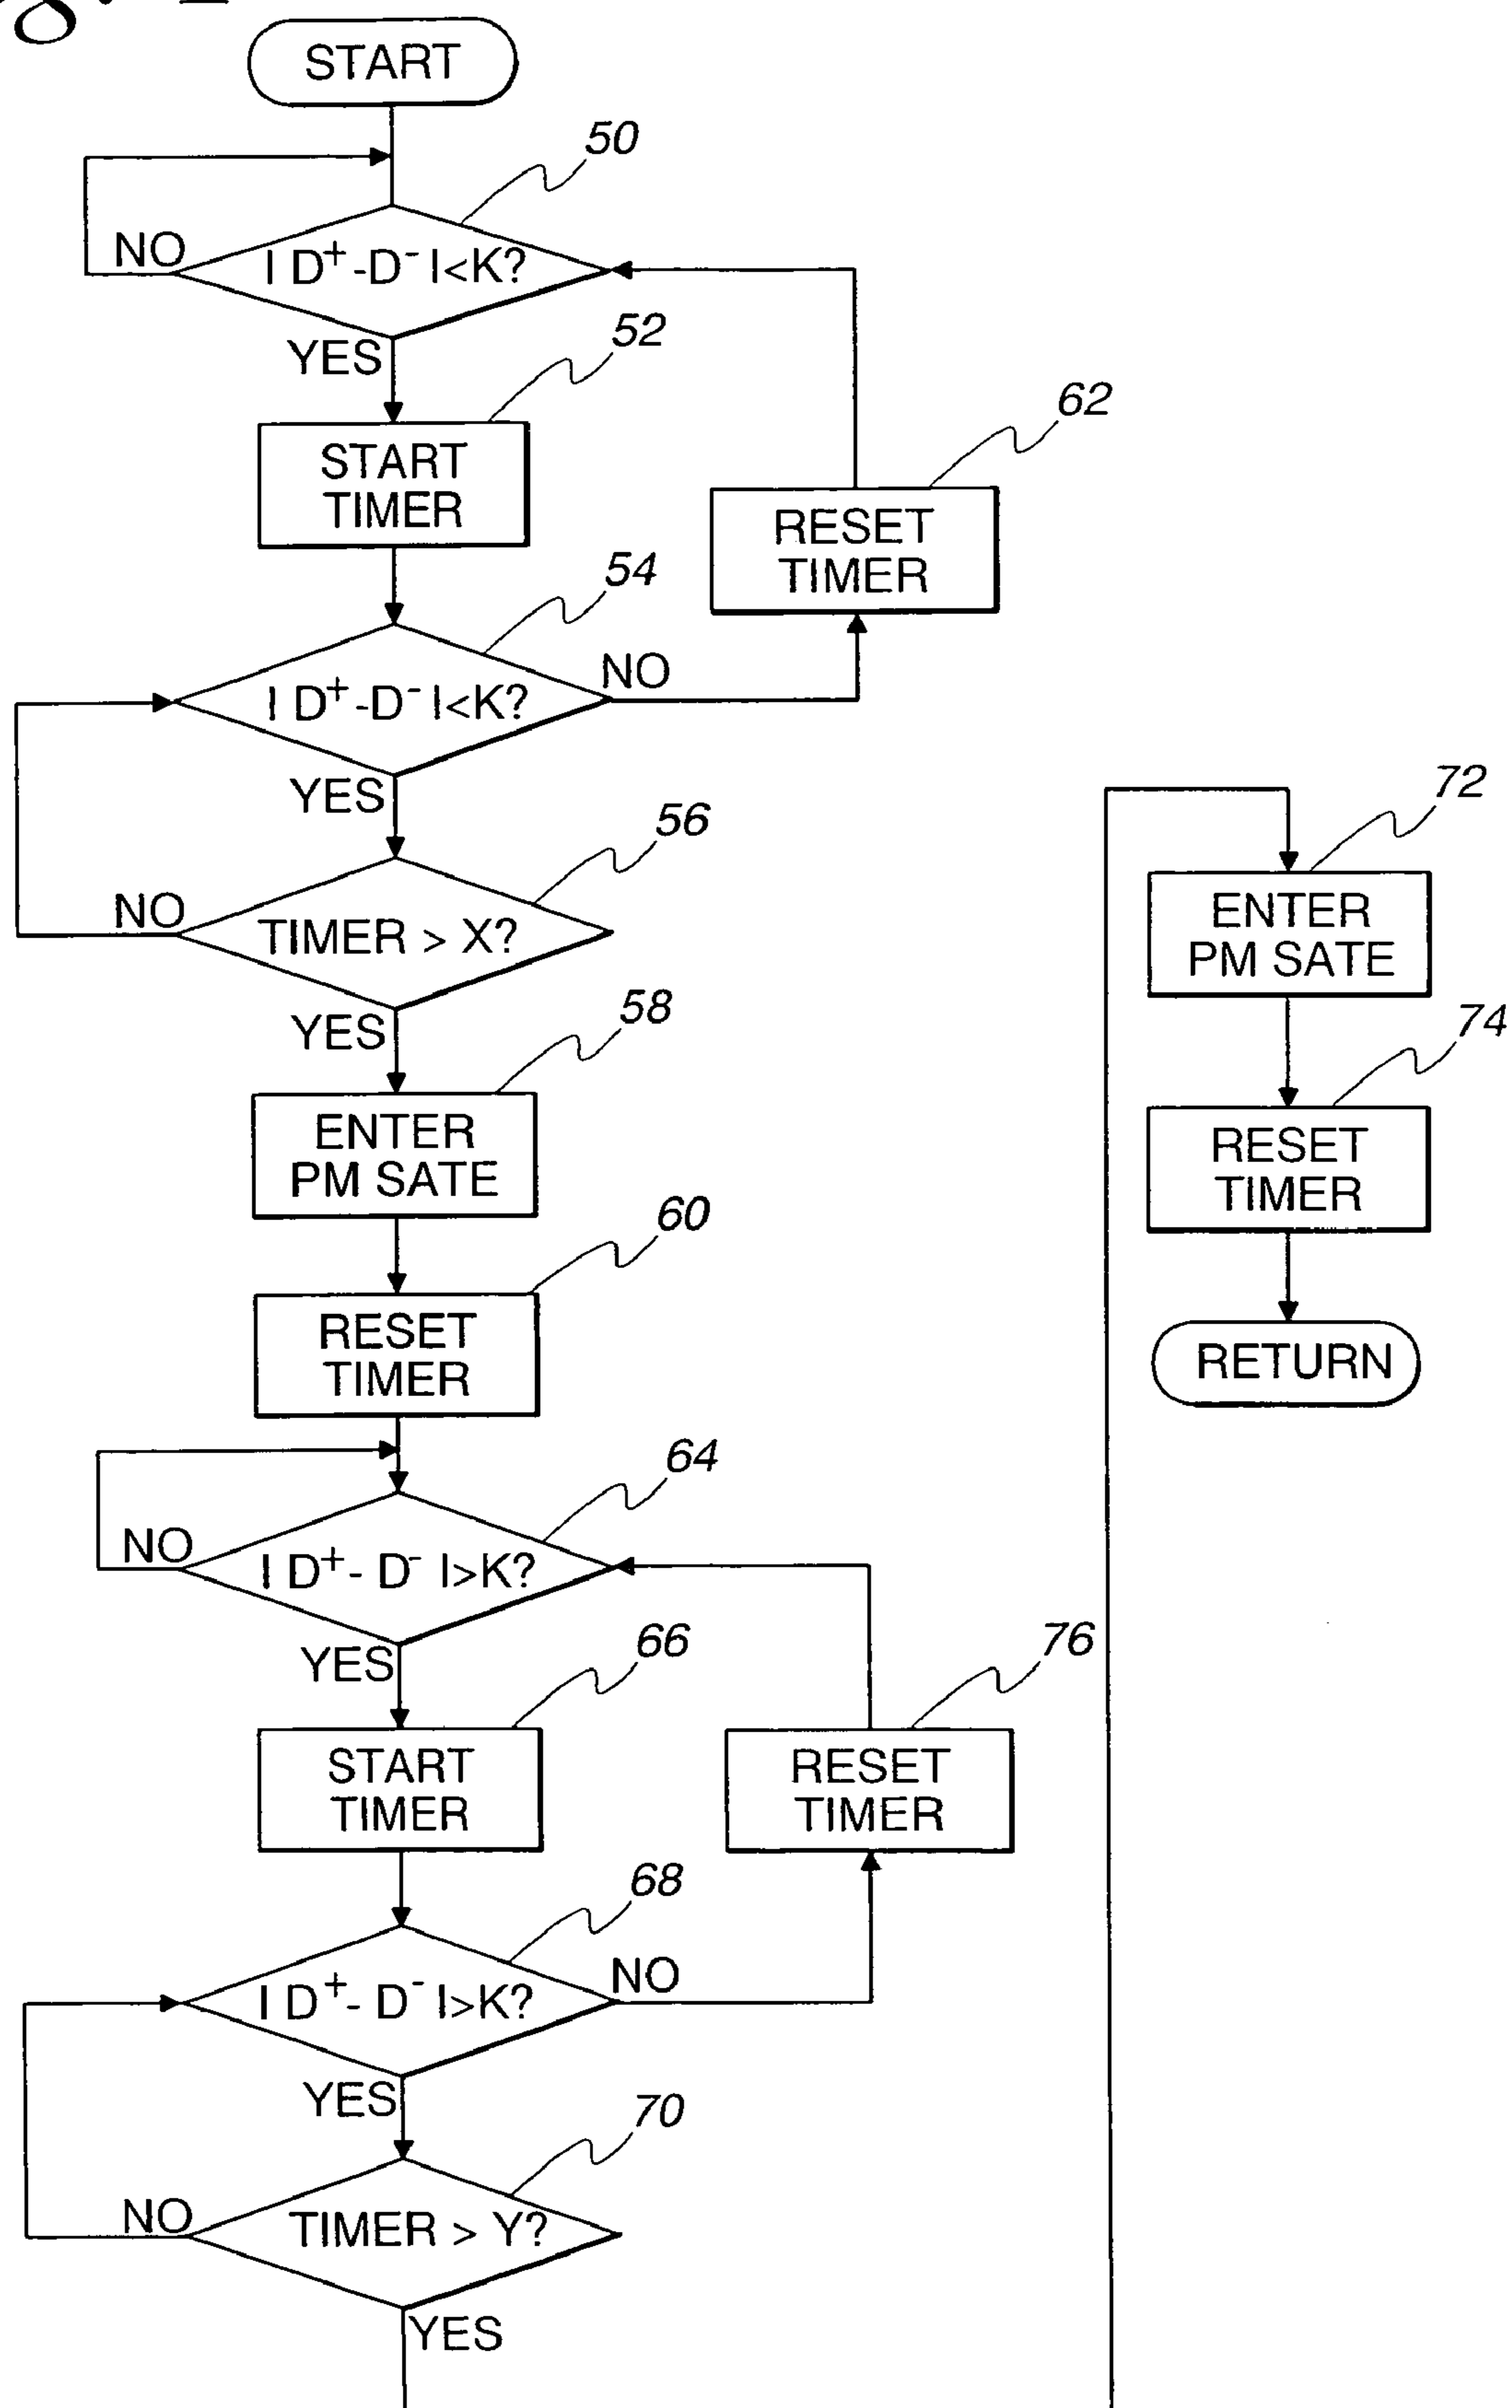 START
50
I D+-D- I<K?
NO
YES
52
START
TIMER
62
RESET
TIMER
54
I D+-D- I<K?
NO
YES
56
TIMER > X?
NO
YES
58
ENTER
PM SATE
60
RESET
TIMER
64
I D+- D- I>K?
NO
YES
66
START
TIMER
76
RESET
TIMER
68
I D+- D- I>K?
NO
YES
70
TIMER > Y?
NO
YES
72
ENTER
PM SATE
74
RESET
TIMER
RETURN